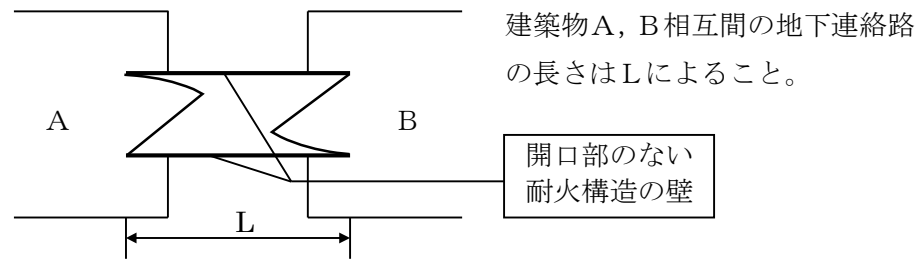 建築物A,B相互間の地下連絡路
の長さはLによること。
A
B
開口部のない
耐火構造の壁
L